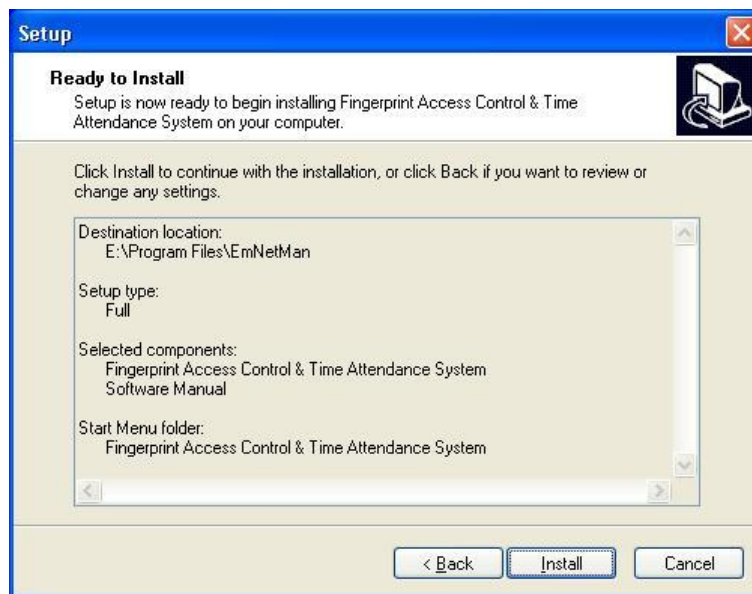 Setup
Ready to Install
Setup is now ready to begin installing Fingerprint Access Control & Time
Attendance System on your computer.
Click Install to continue with the installation, or click Back if you want to review or
change any settings.
Destination location:
E:\Program Files\EmNetMan
Setup type:
Full
Selected components:
Fingerprint Access Control & Time Attendance System
Software Manual
Start Menu folder:
Fingerprint Access Control & Time Attendance System
< Back Install Cancel